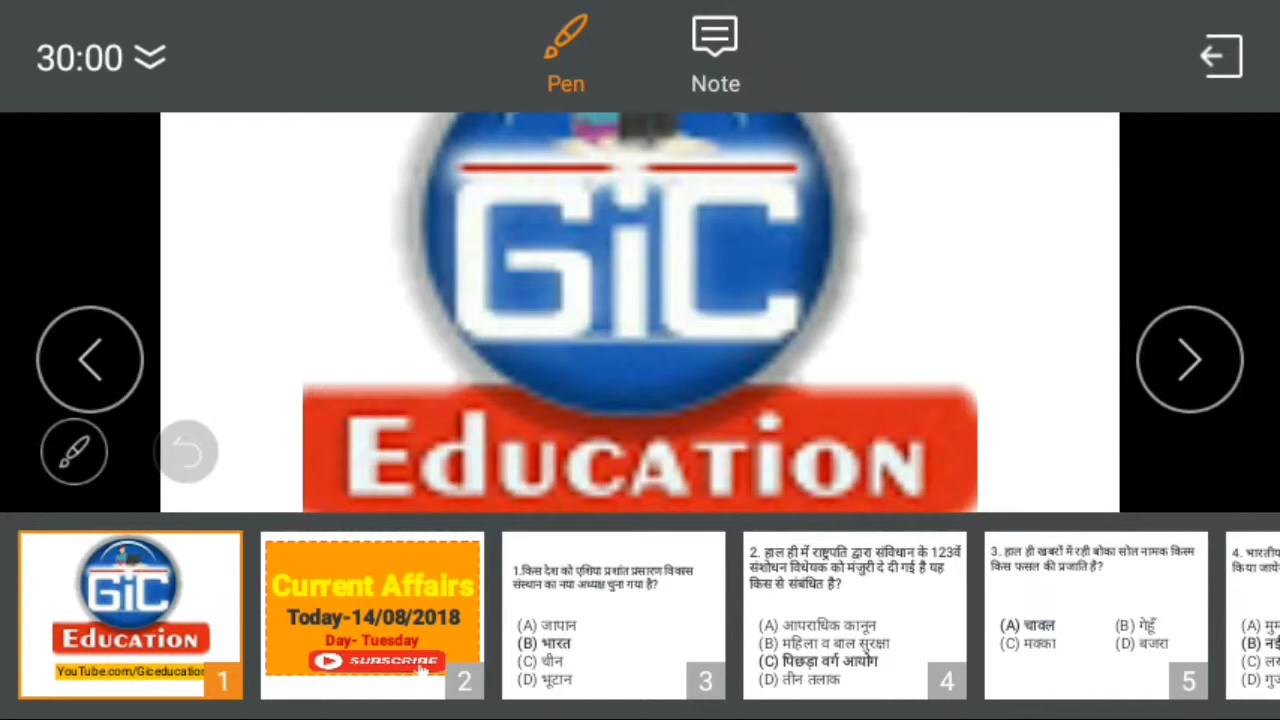 30:00
Pen
Note
GiC
Education
GiC
Education
YouTube.com/Giceducation
1
Current Affairs
Today-14/08/2018
Day- Tuesday
SUBSCRIBE
2
1.किस देश को एशिया प्रशांत प्रसारण विकास
संस्थान का नया अध्यक्ष चुना गया है?
(A) जापान
(B) भारत
(C) चीन
(D) भूटान
3
2. हाल ही में राष्ट्रपति द्वारा संविधान के 123वें
संशोधन विधेयक को मंजुरी दे दी गई है यह
किस से संबंधित है?
(A) आपराधिक कानून
(B) महिला व बाल सुरक्षा
(C) पिछड़ा वर्ग आयोग
(D) तीन तलाक
4
3. हाल ही खबरों में रही बोका सोल नामक किस्म
किस फसल की प्रजाति है?
(A) चावल (B) गेहूँ
(C) मक्का (D) बजरा
5
4.
(A)
(B)
(C)
(D)